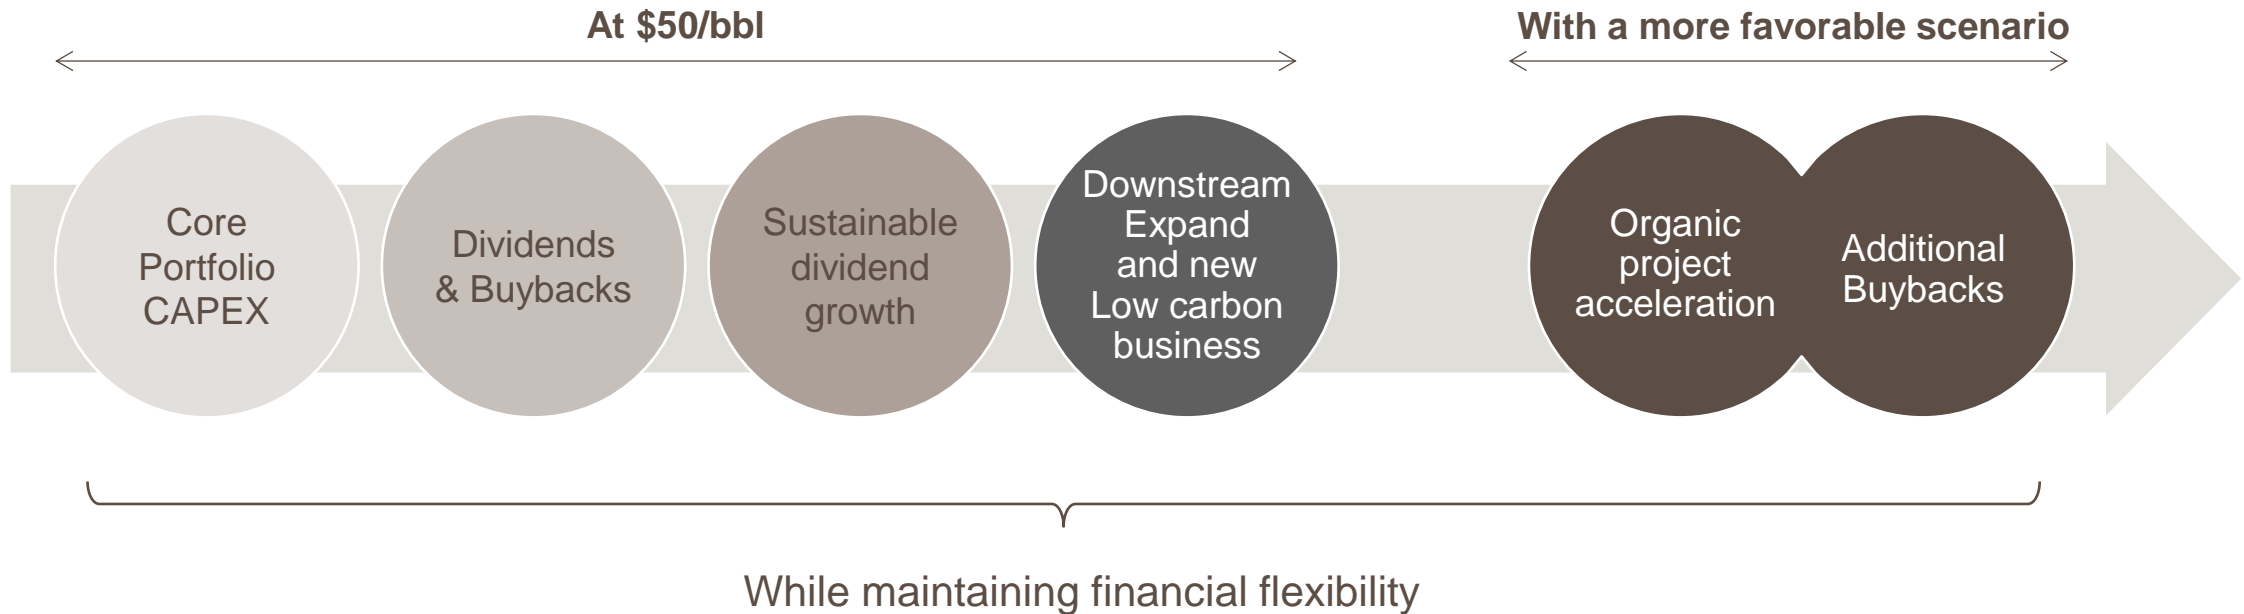 At $50/bbl
With a more favorable scenario
Core
Portfolio
CAPEX
Dividends
& Buybacks
Sustainable
dividend
growth
Downstream
Expand
and new
Low carbon
business
Organic
project
acceleration
Additional
Buybacks
While maintaining financial flexibility